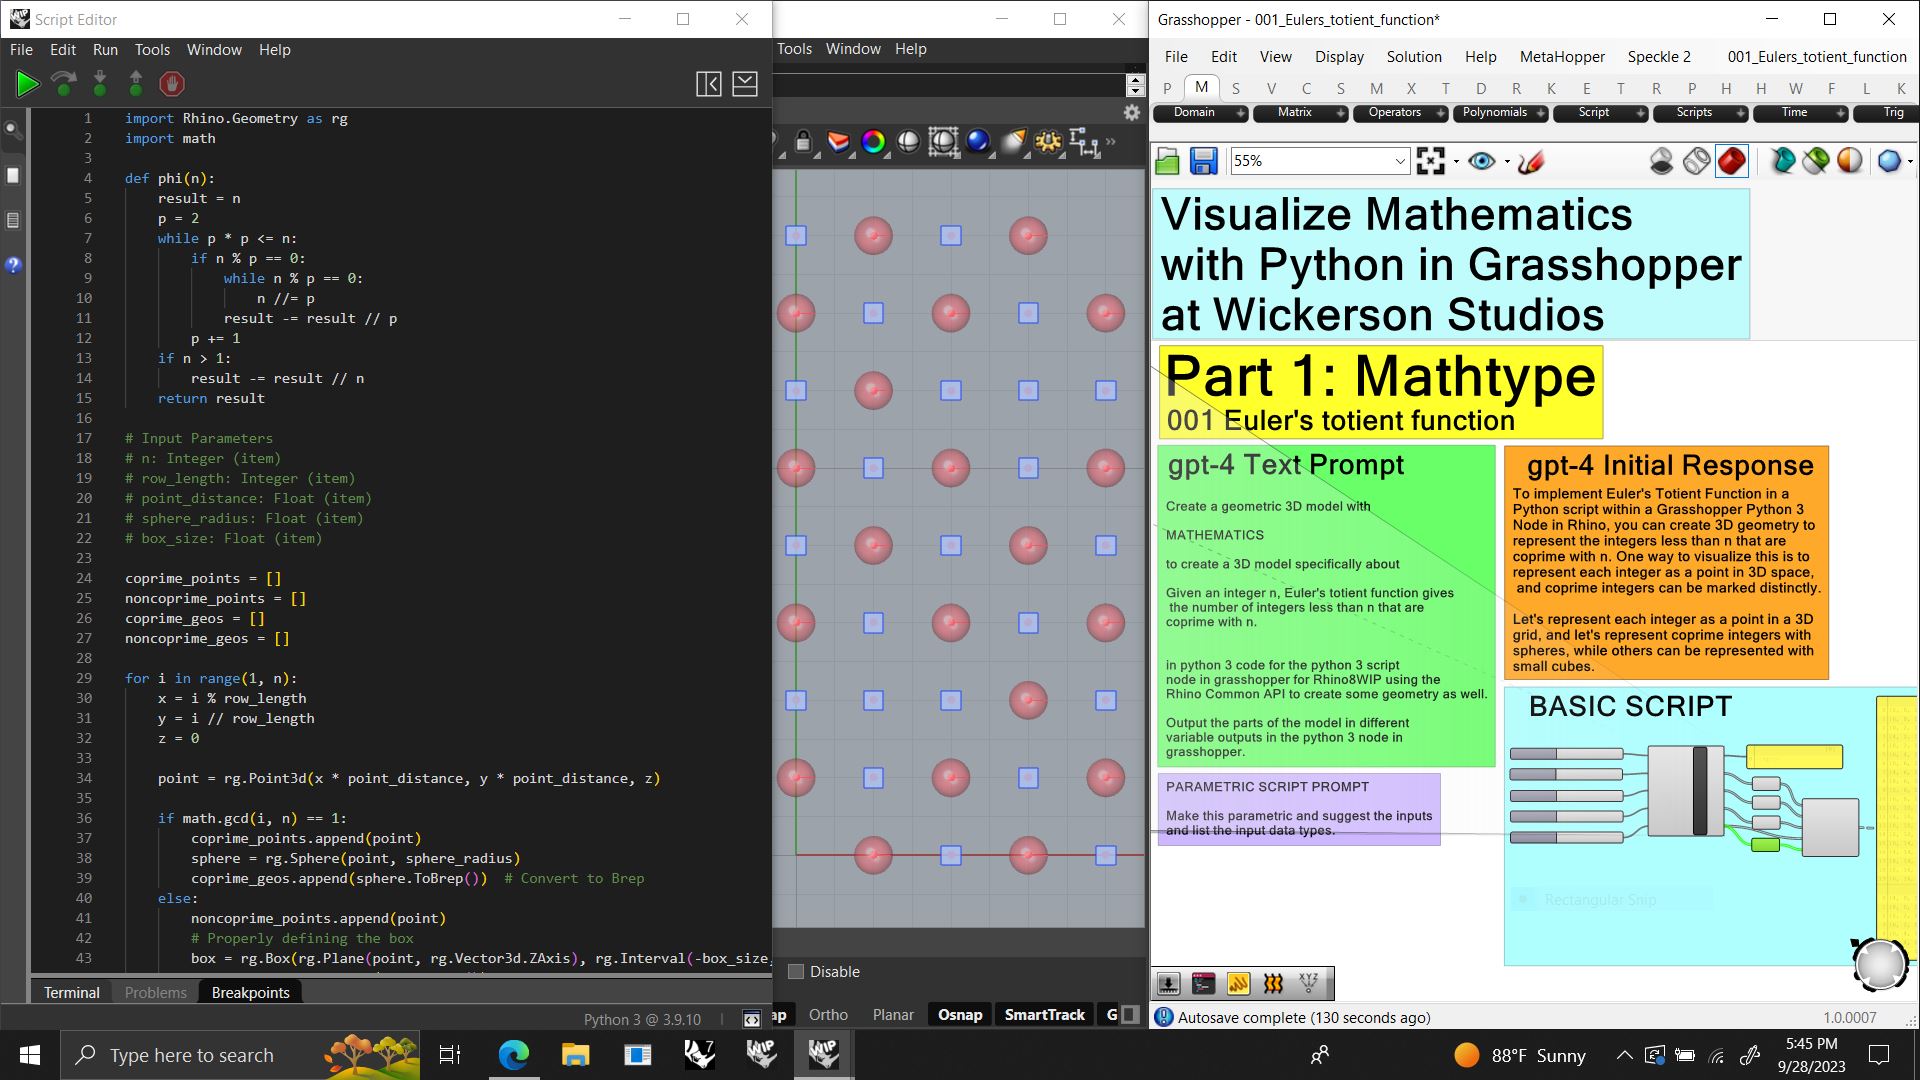 Script Editor
File Edit Run Tools Window Help
1 import Rhino.Geometry as rg
2 import math
3
4 def phi(n):
5 result = n
6 p = 2
7 while p * p <= n:
8 if n % p == 0:
9 while n % p == 0:
10 n //= p
11 result -= result // p
12 p += 1
13 if n > 1:
14 result -= result // n
15 return result
16
17 # Input Parameters
18 # n: Integer (item)
19 # row_length: Integer (item)
20 # point_distance: Float (item)
21 # sphere_radius: Float (item)
22 # box_size: Float (item)
23
24 coprime_points = []
25 noncoprime_points = []
26 coprime_geos = []
27 noncoprime_geos = []
28
29 for i in range(1, n):
30 x = i % row_length
31 y = i // row_length
32 z = 0
33
34 point = rg.Point3d(x * point_distance, y * point_distance, z)
35
36 if math.gcd(i, n) == 1:
37 coprime_points.append(point)
38 sphere = rg.Sphere(point, sphere_radius)
39 coprime_geos.append(sphere.ToBrep()) # Convert to Brep
40 else:
41 noncoprime_points.append(point)
42 # Properly defining the box
43 box = rg.Box(rg.Plane(point, rg.Vector3d.ZAxis), rg.Interval(-box_size,
Terminal Problems Breakpoints
Python 3 @ 3.9.10
Tools Window Help
Disable
ap Ortho Planar Osnap SmartTrack G
Grasshopper - 001_Eulers_totient_function*
File Edit View Display Solution Help MetaHopper Speckle 2 001_Eulers_totient_function
P M S V C S M X T D R K E T R P H H W F L K
Domain Matrix Operators Polynomials Script Scripts Time Trig
55%
Visualize Mathematics
with Python in Grasshopper
at Wickerson Studios
Part 1: Mathtype
001 Euler's totient function
gpt-4 Text Prompt
Create a geometric 3D model with
MATHEMATICS
to create a 3D model specifically about
Given an integer n, Euler's totient function gives
the number of integers less than n that are
coprime with n.
in python 3 code for the python 3 script
node in grasshopper for Rhino8WIP using the
Rhino Common API to create some geometry as well.
Output the parts of the model in different
variable outputs in the python 3 node in
grasshopper.
PARAMETRIC SCRIPT PROMPT
Make this parametric and suggest the inputs
and list the input data types.
gpt-4 Initial Response
To implement Euler's Totient Function in a
Python script within a Grasshopper Python 3
Node in Rhino, you can create 3D geometry to
represent the integers less than n that are
coprime with n. One way to visualize this is to
represent each integer as a point in 3D space,
and coprime integers can be marked distinctly.
Let's represent each integer as a point in a 3D
grid, and let's represent coprime integers with
spheres, while others can be represented with
small cubes.
BASIC SCRIPT
Rectangular Snip
XYZ
Autosave complete (130 seconds ago)
1.0.0007
Type here to search
7
WIP
WIP
88°F Sunny
5:45 PM
9/28/2023